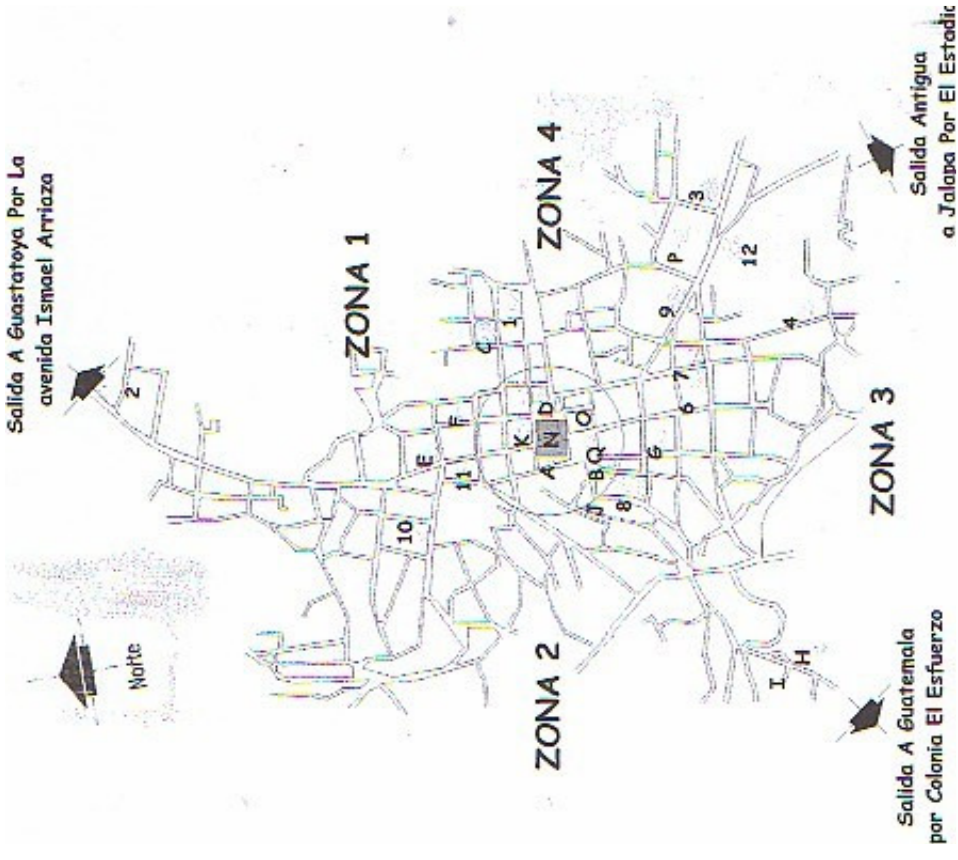 Salida A Guastatoya Por La
avenida Ismael Arriaza
Norte
ZONA 1
ZONA 4
ZONA 2
ZONA 3
2
C
1
F
D
K
N
O
E
11
A
Q
B
G
J
8
10
3
P
12
9
4
7
6
I
H
Salida Antigua
a Jalapa Por El Estadio
Salida A Guatemala
por Colonia El Esfuerzo